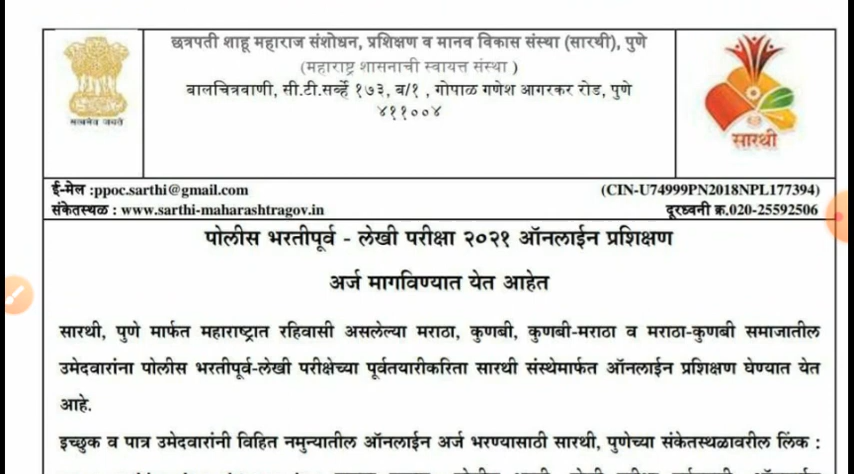 छत्रपती शाहू महाराज संशोधन, प्रशिक्षण व मानव विकास संस्था (सारथी), पुणे
(महाराष्ट्र शासनाची स्वायत्त संस्था )
बालचित्रवाणी, सी.टी.सर्व्हे १७३, ब/१ , गोपाळ गणेश आगरकर रोड, पुणे
४११००४
सत्यमेव जयते
सारथी
ई-मेल :ppoc.sarthi@gmail.com
(CIN-U74999PN2018NPL177394)
संकेतस्थळ : www.sarthi-maharashtragov.in
दूरध्वनी क्र.020-25592506
पोलीस भरतीपूर्व - लेखी परीक्षा २०२१ ऑनलाईन प्रशिक्षण
अर्ज मागविण्यात येत आहेत
सारथी, पुणे मार्फत महाराष्ट्रात रहिवासी असलेल्या मराठा, कुणबी, कुणबी-मराठा व मराठा-कुणबी समाजातील
उमेदवारांना पोलीस भरतीपूर्व-लेखी परीक्षेच्या पूर्वतयारीकरिता सारथी संस्थेमार्फत ऑनलाईन प्रशिक्षण घेण्यात येत
आहे.
इच्छुक व पात्र उमेदवारांनी विहित नमुन्यातील ऑनलाईन अर्ज भरण्यासाठी सारथी, पुणेच्या संकेतस्थळावरील लिंक :